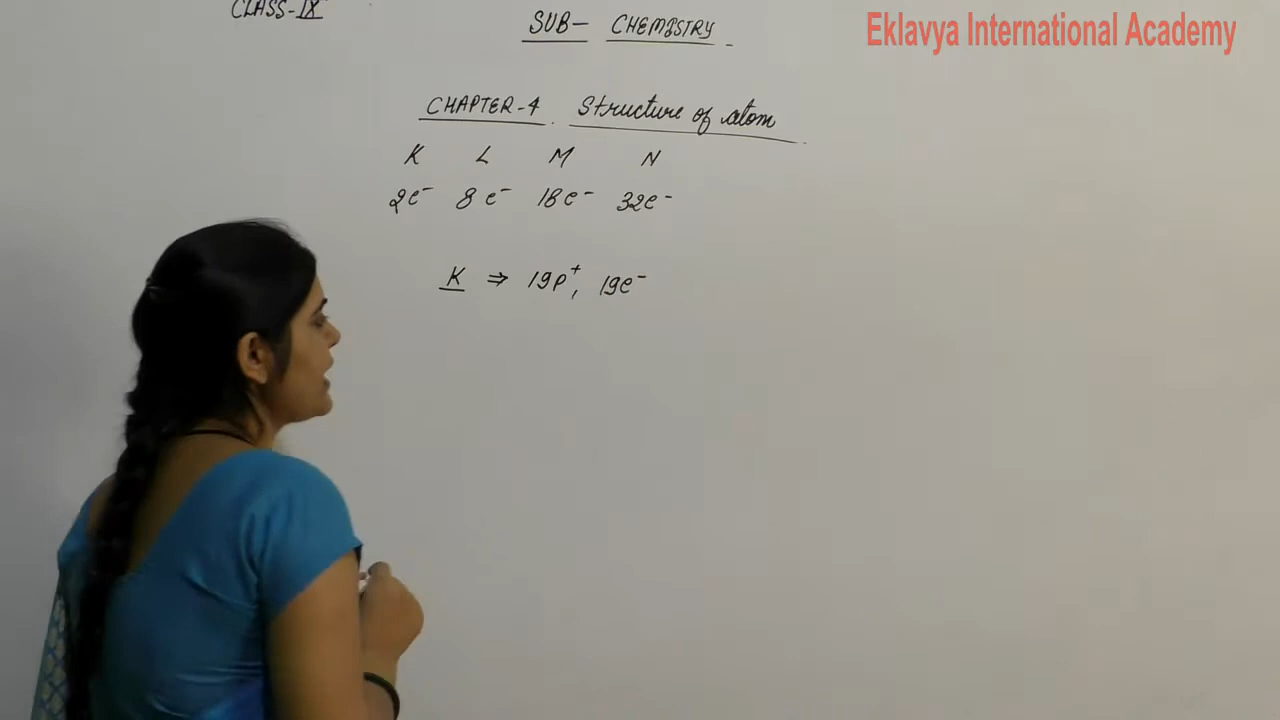 CLASS-IX
SUB- CHEMISTRY
Eklavya International Academy
CHAPTER-4. Structure of atom
K L M N
2e⁻ 8e⁻ 18e⁻ 32e⁻
K ⇒ 19p⁺, 19e⁻